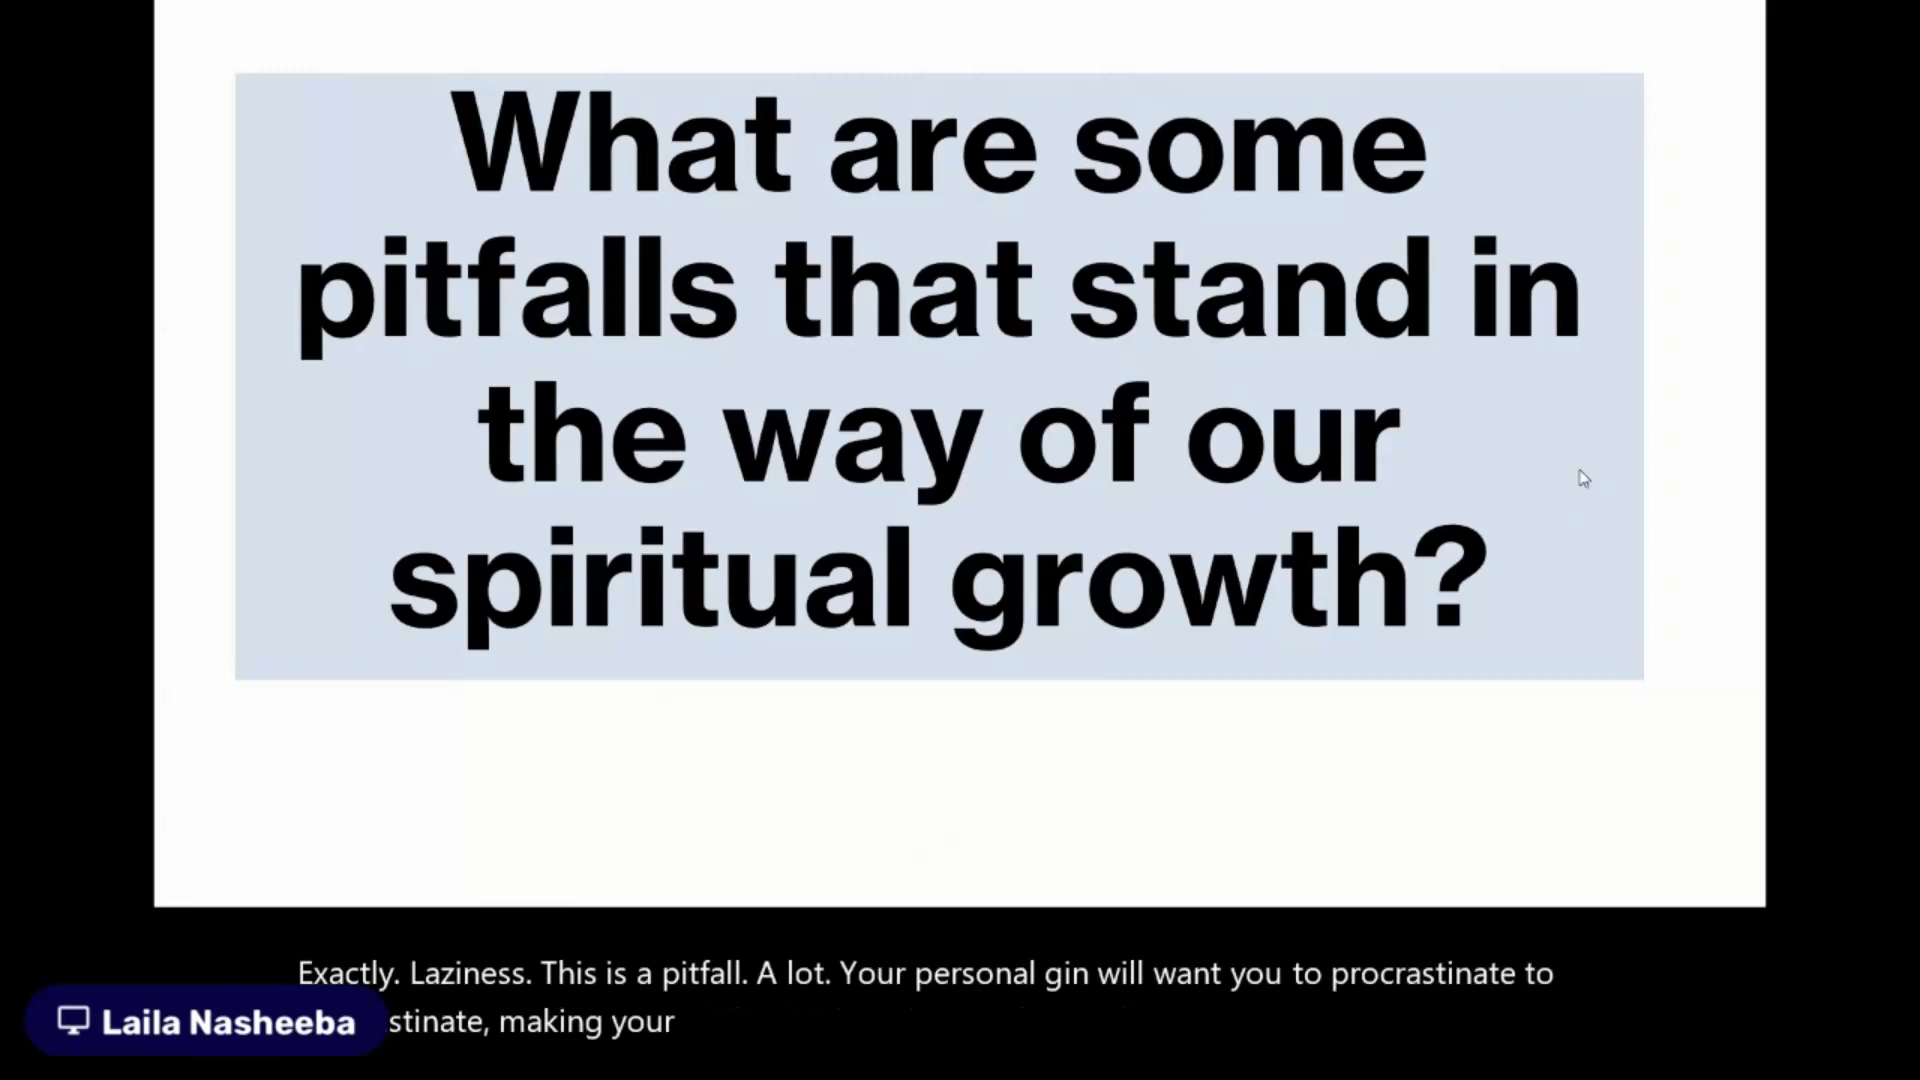 What are some
pitfalls that stand in
the way of our
spiritual growth?
Exactly. Laziness. This is a pitfall. A lot. Your personal gin will want you to procrastinate to
stinate, making your
Laila Nasheeba